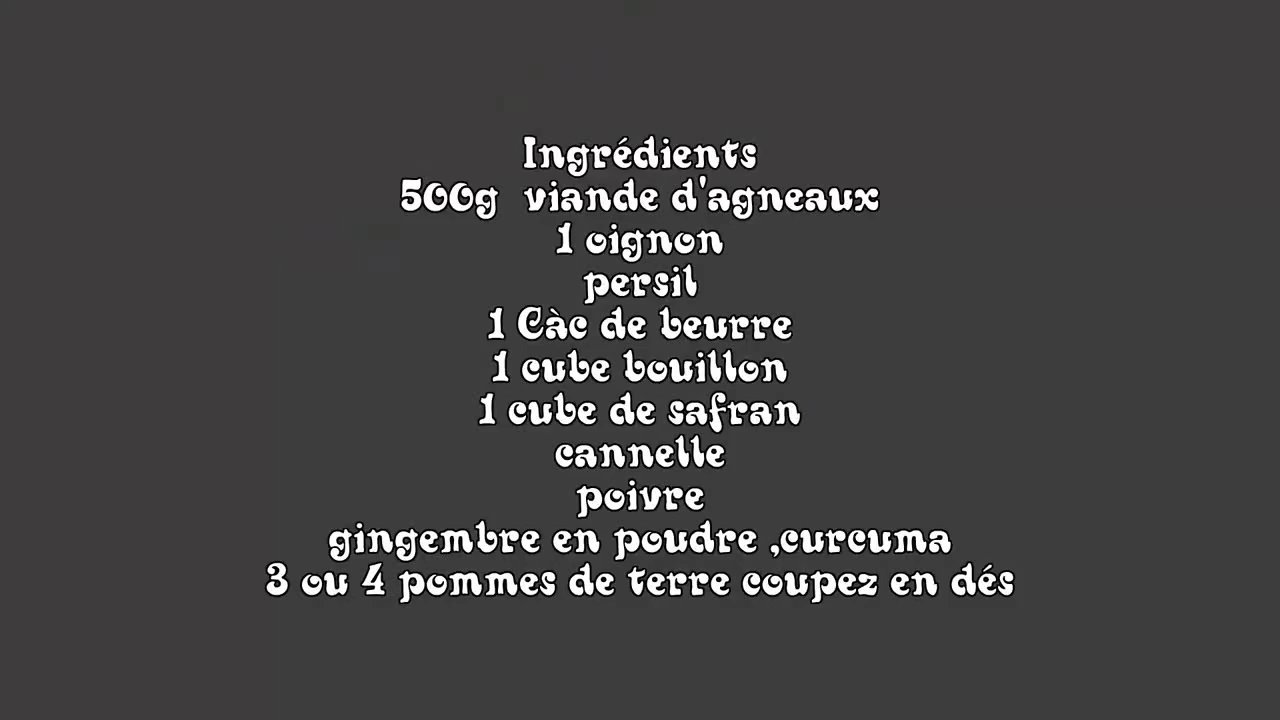 Ingrédients
500g viande d'agneaux
1 oignon
persil
1 Càc de beurre
1 cube bouillon
1 cube de safran
cannelle
poivre
gingembre en poudre ,curcuma
3 ou 4 pommes de terre coupez en dés